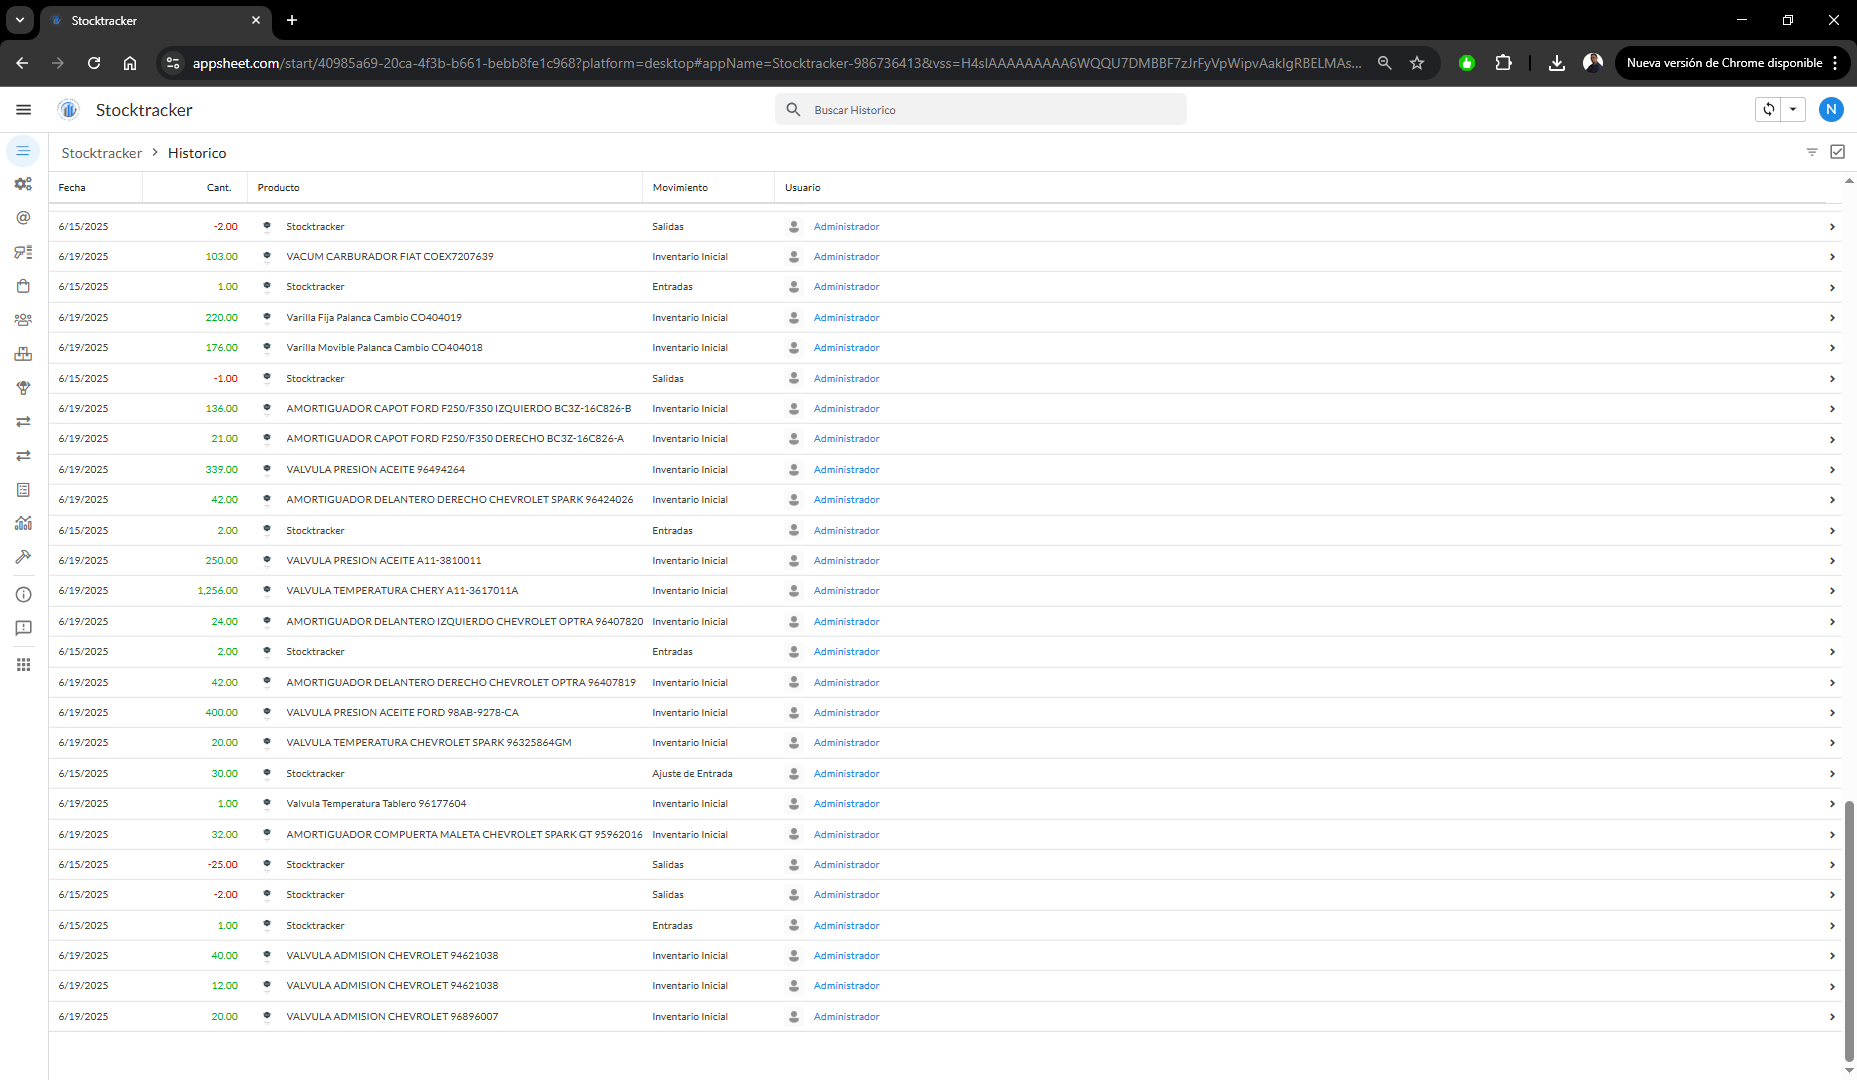 Stocktracker
appsheet.com/start/40985a69-20ca-4f3b-b661-bebb8fe1c968?platform=desktop#appName=Stocktracker-986736413&vss=
Nueva versión de Chrome disponible
Stocktracker
Buscar Historico
N
Stocktracker > Historico
Fecha Cant. Producto Movimiento Usuario
6/15/2025 -2.00 Stocktracker Salidas Administrador
6/19/2025 103.00 VACUM CARBURADOR FIAT COEX7207639 Inventario Inicial Administrador
6/15/2025 1.00 Stocktracker Entradas Administrador
6/19/2025 220.00 Varilla Fija Palanca Cambio CO404019 Inventario Inicial Administrador
6/19/2025 176.00 Varilla Movible Palanca Cambio CO404018 Inventario Inicial Administrador
6/15/2025 -1.00 Stocktracker Salidas Administrador
6/19/2025 136.00 AMORTIGUADOR CAPOT FORD F250/F350 IZQUIERDO BC3Z-16C826-B Inventario Inicial Administrador
6/19/2025 21.00 AMORTIGUADOR CAPOT FORD F250/F350 DERECHO BC3Z-16C826-A Inventario Inicial Administrador
6/19/2025 339.00 VALVULA PRESION ACEITE 96494264 Inventario Inicial Administrador
6/19/2025 42.00 AMORTIGUADOR DELANTERO DERECHO CHEVROLET SPARK 96424026 Inventario Inicial Administrador
6/15/2025 2.00 Stocktracker Entradas Administrador
6/19/2025 250.00 VALVULA PRESION ACEITE A11-3810011 Inventario Inicial Administrador
6/19/2025 1,256.00 VALVULA TEMPERATURA CHERY A11-3617011A Inventario Inicial Administrador
6/19/2025 24.00 AMORTIGUADOR DELANTERO IZQUIERDO CHEVROLET OPTRA 96407820 Inventario Inicial Administrador
6/15/2025 2.00 Stocktracker Entradas Administrador
6/19/2025 42.00 AMORTIGUADOR DELANTERO DERECHO CHEVROLET OPTRA 96407819 Inventario Inicial Administrador
6/19/2025 400.00 VALVULA PRESION ACEITE FORD 98AB-9278-CA Inventario Inicial Administrador
6/19/2025 20.00 VALVULA TEMPERATURA CHEVROLET SPARK 96325864GM Inventario Inicial Administrador
6/15/2025 30.00 Stocktracker Ajuste de Entrada Administrador
6/19/2025 1.00 Valvula Temperatura Tablero 96177604 Inventario Inicial Administrador
6/19/2025 32.00 AMORTIGUADOR COMPUERTA MALETA CHEVROLET SPARK GT 95962016 Inventario Inicial Administrador
6/15/2025 -25.00 Stocktracker Salidas Administrador
6/15/2025 -2.00 Stocktracker Salidas Administrador
6/15/2025 1.00 Stocktracker Entradas Administrador
6/19/2025 40.00 VALVULA ADMISION CHEVROLET 94621038 Inventario Inicial Administrador
6/19/2025 12.00 VALVULA ADMISION CHEVROLET 94621038 Inventario Inicial Administrador
6/19/2025 20.00 VALVULA ADMISION CHEVROLET 96896007 Inventario Inicial Administrador